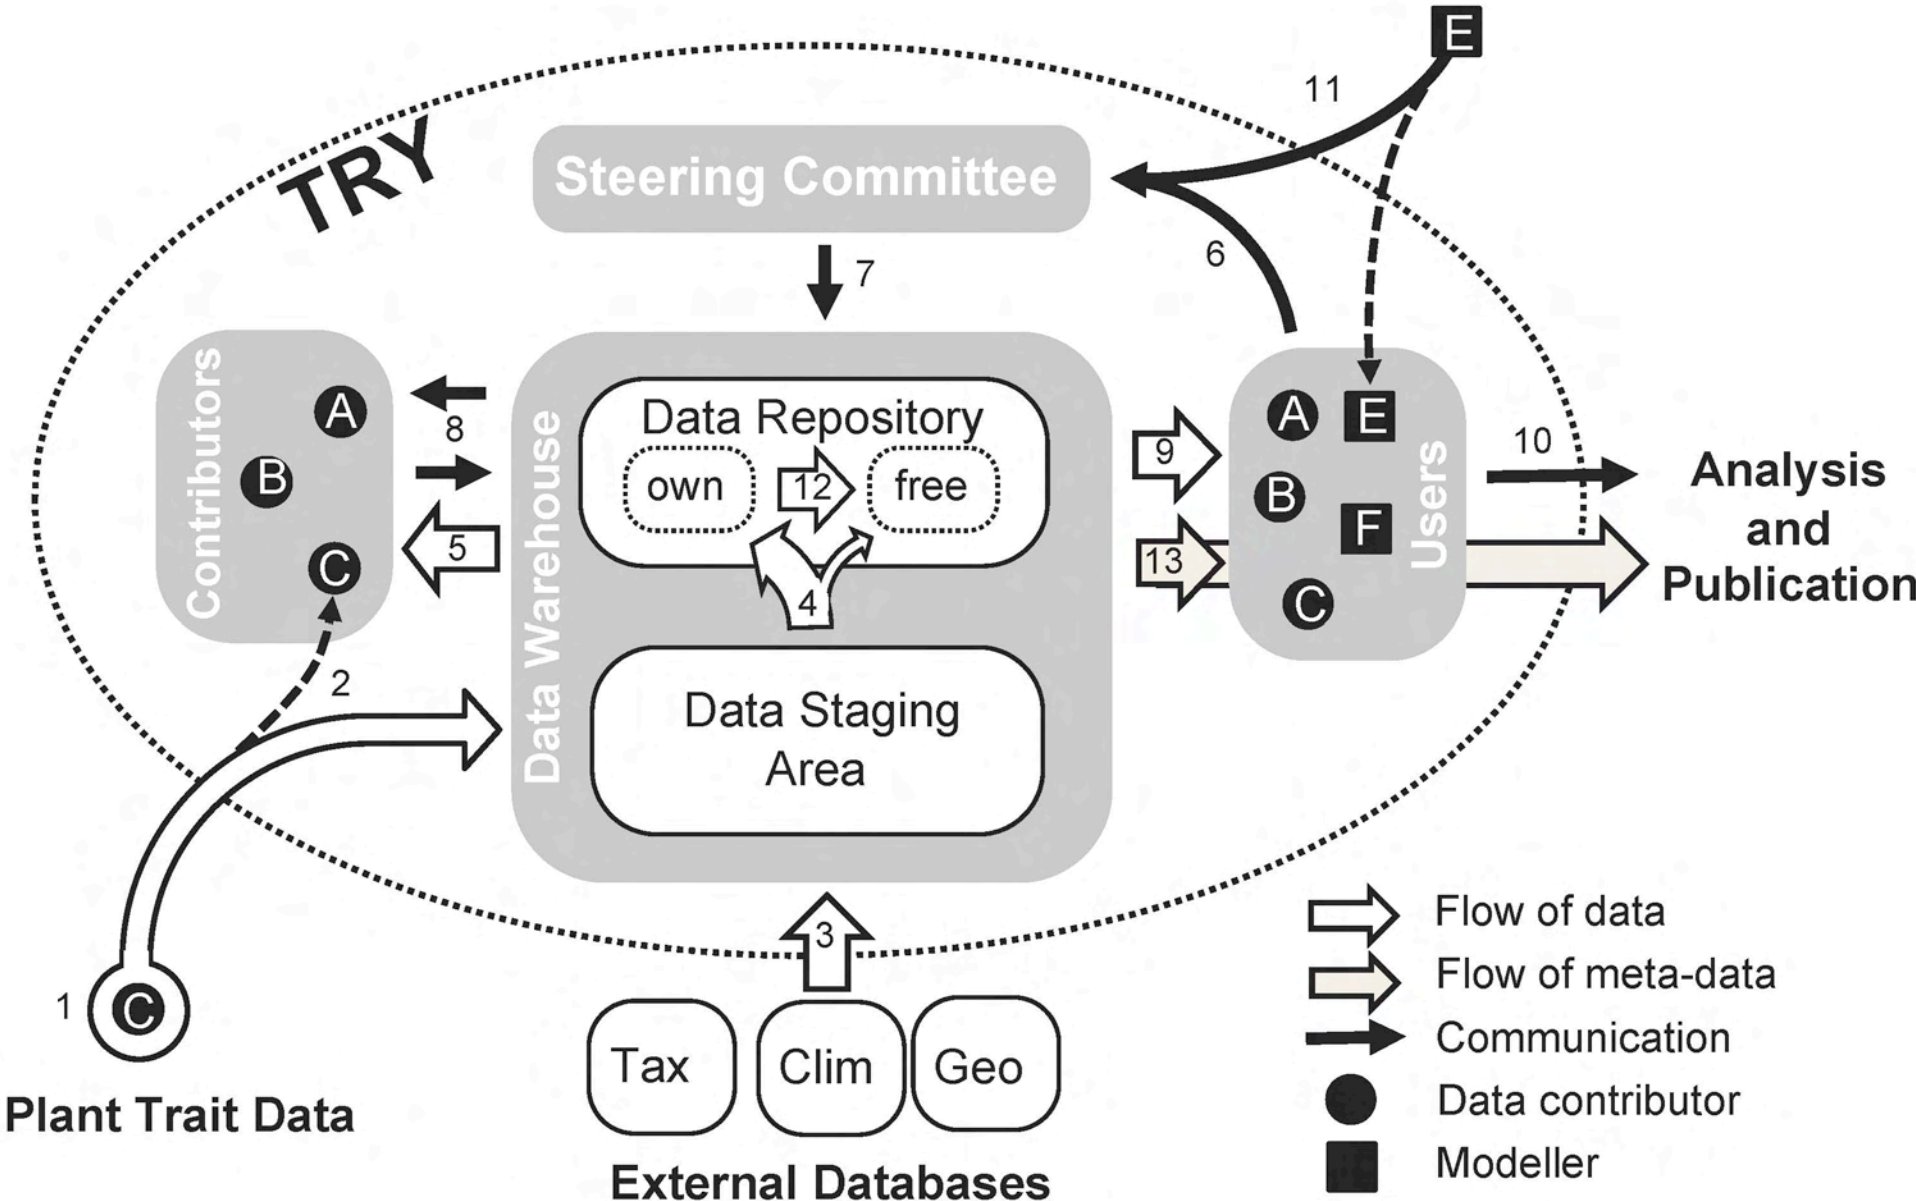 E
11
TRY
Steering Committee
6
7
Contributors
A
B
C
8
5
2
Data Warehouse
Data Repository
own
12
free
4
Data Staging
Area
9
13
A
E
B
F
C
Users
10
Analysis
and
Publication
3
1
C
Plant Trait Data
Tax
Clim
Geo
External Databases
Flow of data
Flow of meta-data
Communication
Data contributor
Modeller